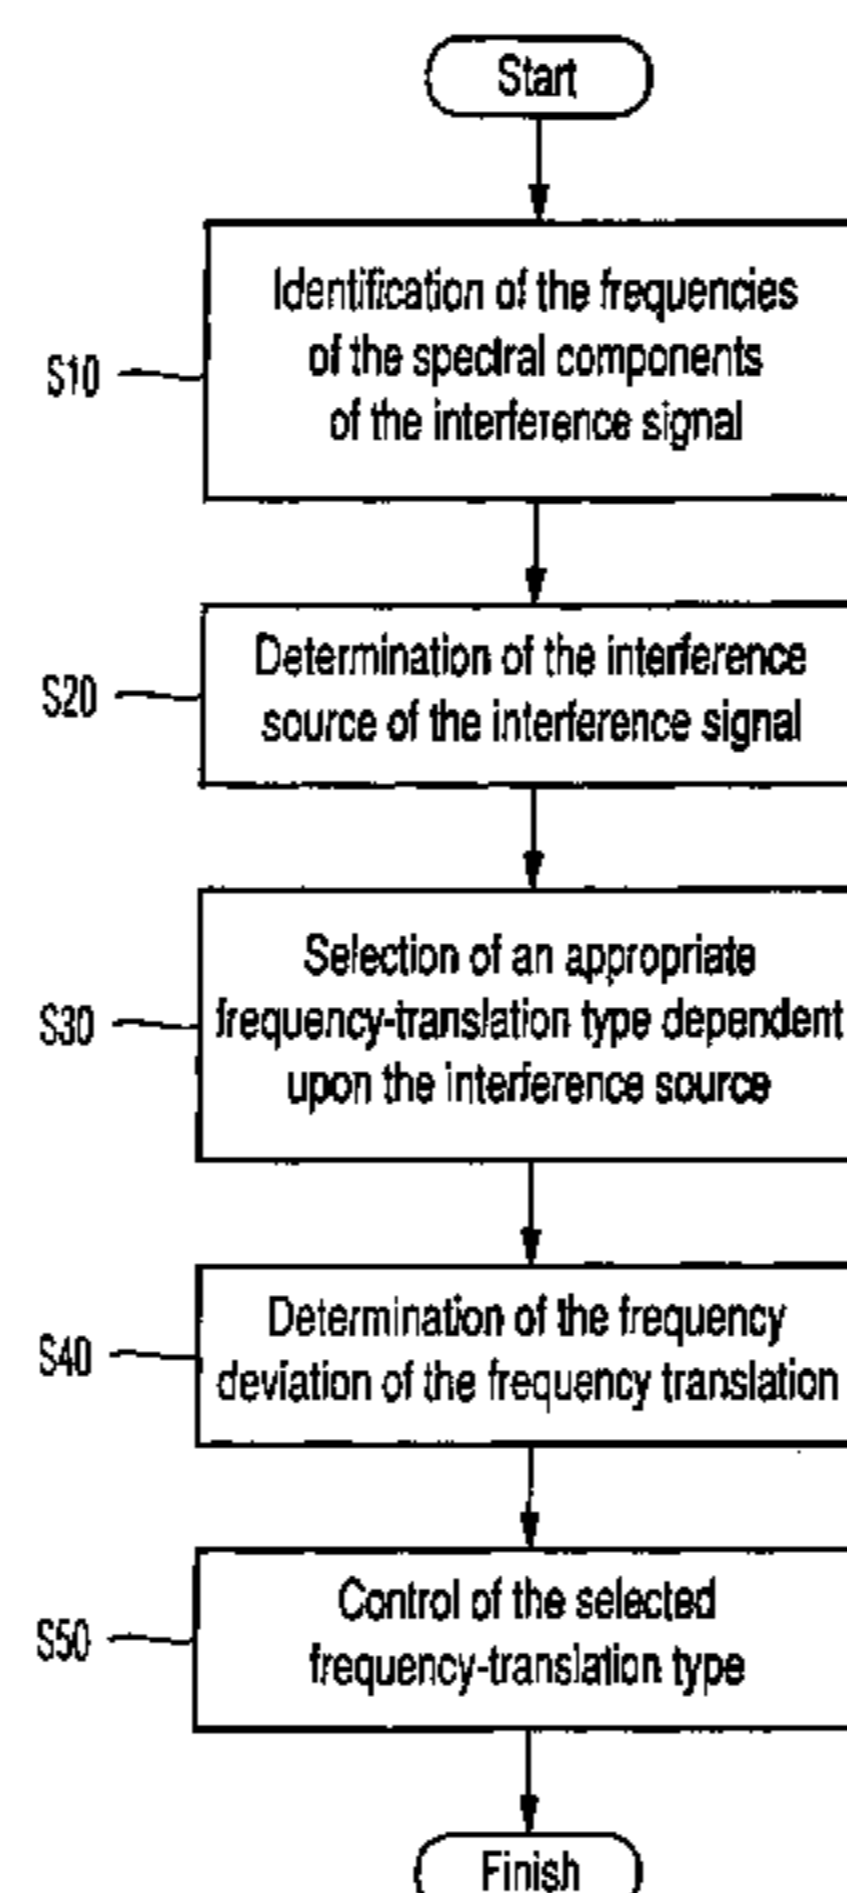 Start
S10
Identification of the frequencies
of the spectral components
of the interference signal
S20
Determination of the interference
source of the interference signal
S30
Selection of an appropriate
frequency-translation type dependent
upon the interference source
S40
Determination of the frequency
deviation of the frequency translation
S50
Control of the selected
frequency-translation type
Finish